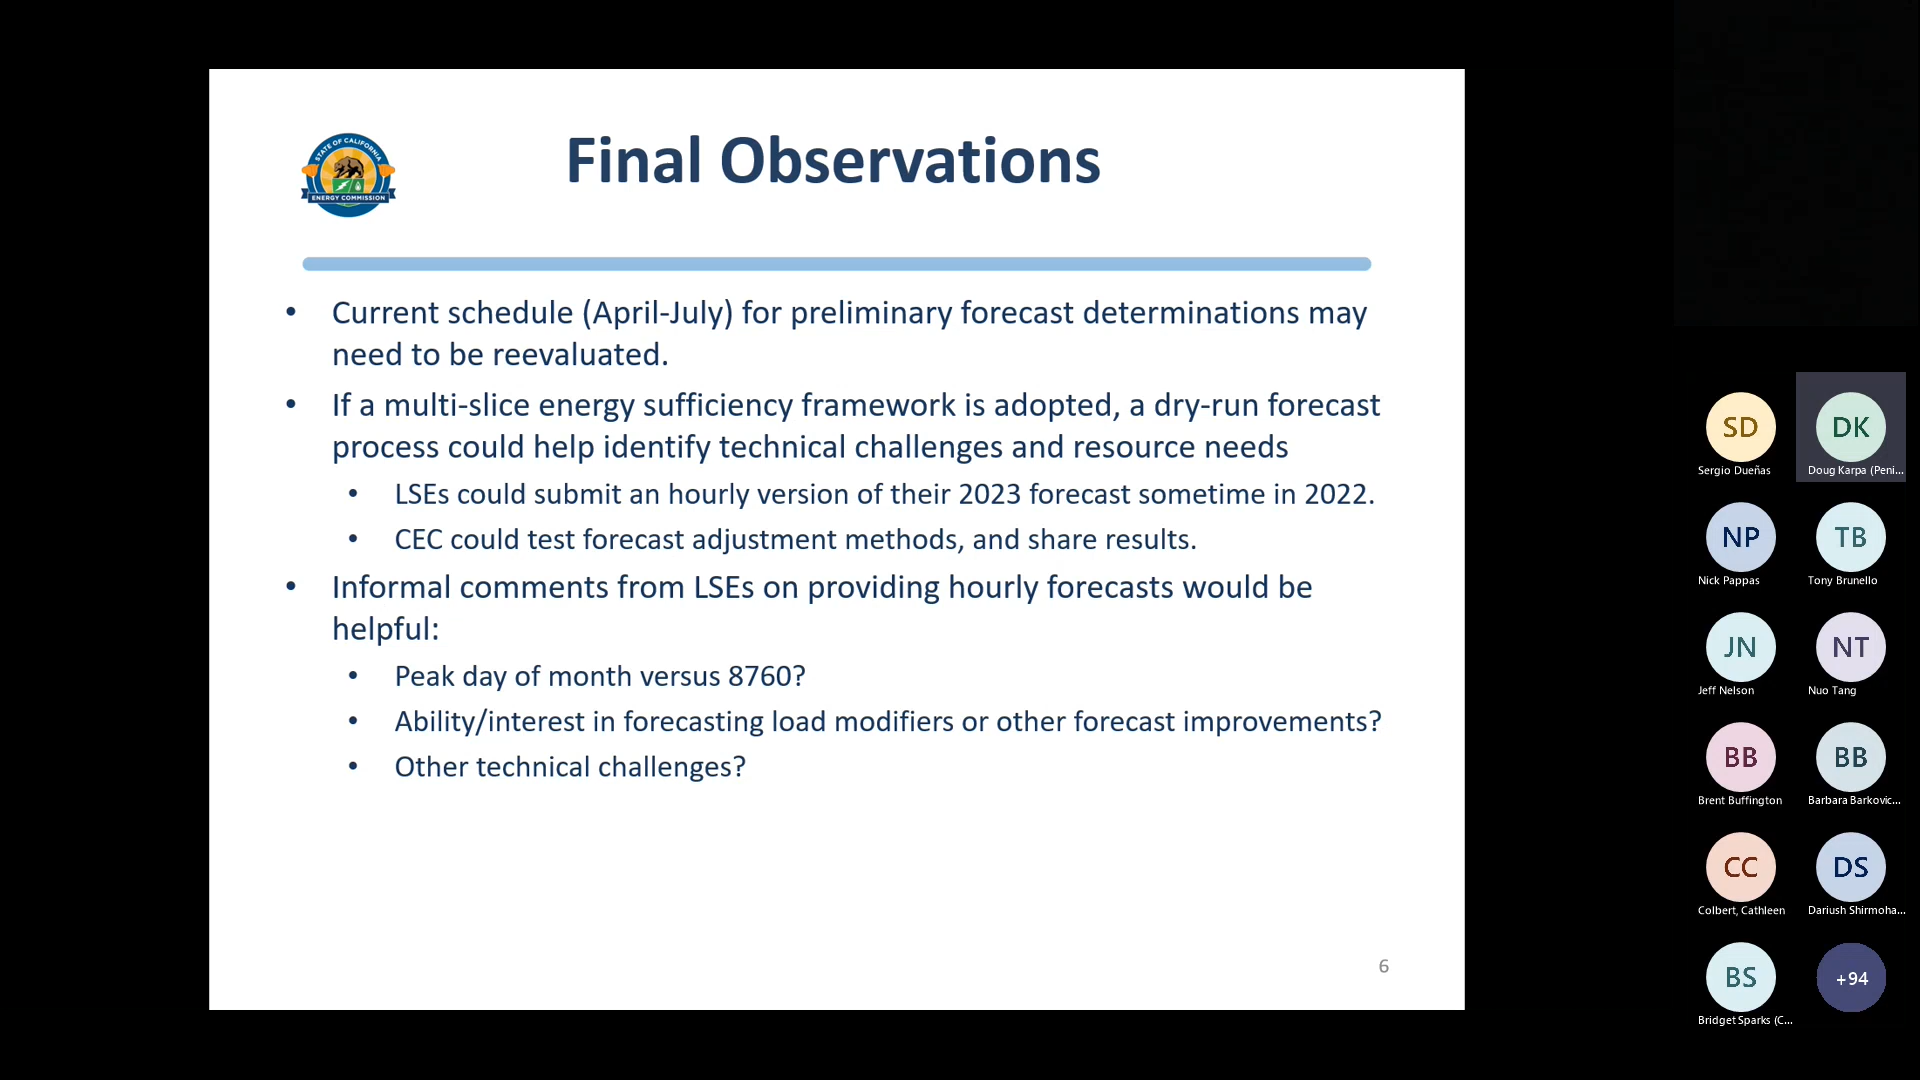 STATE OF CALIFORNIA
ENERGY COMMISSION
Final Observations
• Current schedule (April-July) for preliminary forecast determinations may
need to be reevaluated.
• If a multi-slice energy sufficiency framework is adopted, a dry-run forecast
process could help identify technical challenges and resource needs
• LSEs could submit an hourly version of their 2023 forecast sometime in 2022.
• CEC could test forecast adjustment methods, and share results.
• Informal comments from LSEs on providing hourly forecasts would be
helpful:
• Peak day of month versus 8760?
• Ability/interest in forecasting load modifiers or other forecast improvements?
• Other technical challenges?
6
SD
DK
Sergio Dueñas
Doug Karpa (Peni...
NP
TB
Nick Pappas
Tony Brunello
JN
NT
Jeff Nelson
Nuo Tang
BB
BB
Brent Buffington
Barbara Barkovic...
CC
DS
Colbert, Cathleen
Dariush Shirmoha...
BS
+94
Bridget Sparks (C...